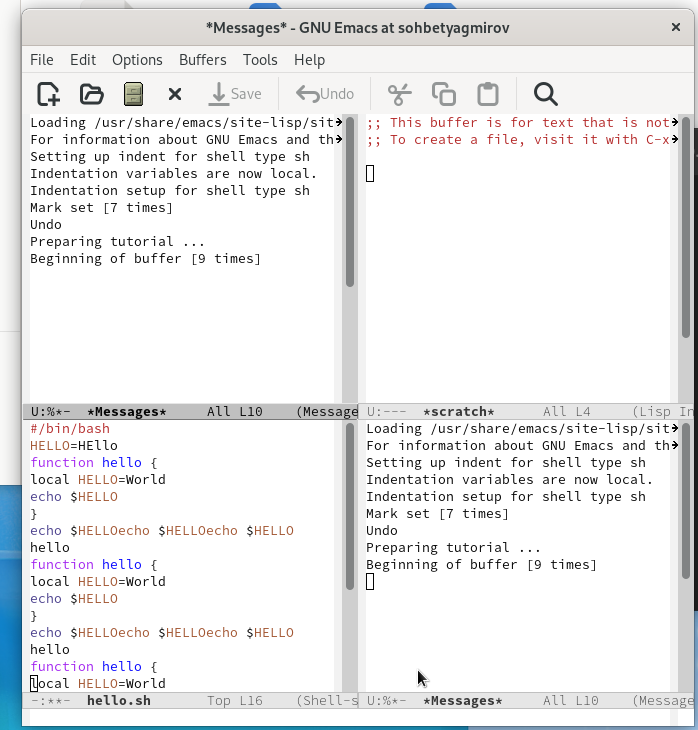 *Messages* - GNU Emacs at sohbetyagmirov
File Edit Options Buffers Tools Help
Save Undo
Loading /usr/share/emacs/site-lisp/sit
For information about GNU Emacs and th
Setting up indent for shell type sh
Indentation variables are now local.
Indentation setup for shell type sh
Mark set [7 times]
Undo
Preparing tutorial ...
Beginning of buffer [9 times]
U:%*- *Messages* All L10 (Message
;; This buffer is for text that is not
;; To create a file, visit it with C-x
U:--- *scratch* All L4 (Lisp In
#/bin/bash
HELLO=HEllo
function hello {
local HELLO=World
echo $HELLO
}
echo $HELLOecho $HELLOecho $HELLO
hello
function hello {
local HELLO=World
echo $HELLO
}
echo $HELLOecho $HELLOecho $HELLO
hello
function hello {
local HELLO=World
-:**- hello.sh Top L16 (Shell-s
Loading /usr/share/emacs/site-lisp/sit
For information about GNU Emacs and th
Setting up indent for shell type sh
Indentation variables are now local.
Indentation setup for shell type sh
Mark set [7 times]
Undo
Preparing tutorial ...
Beginning of buffer [9 times]
U:%*- *Messages* All L10 (Message